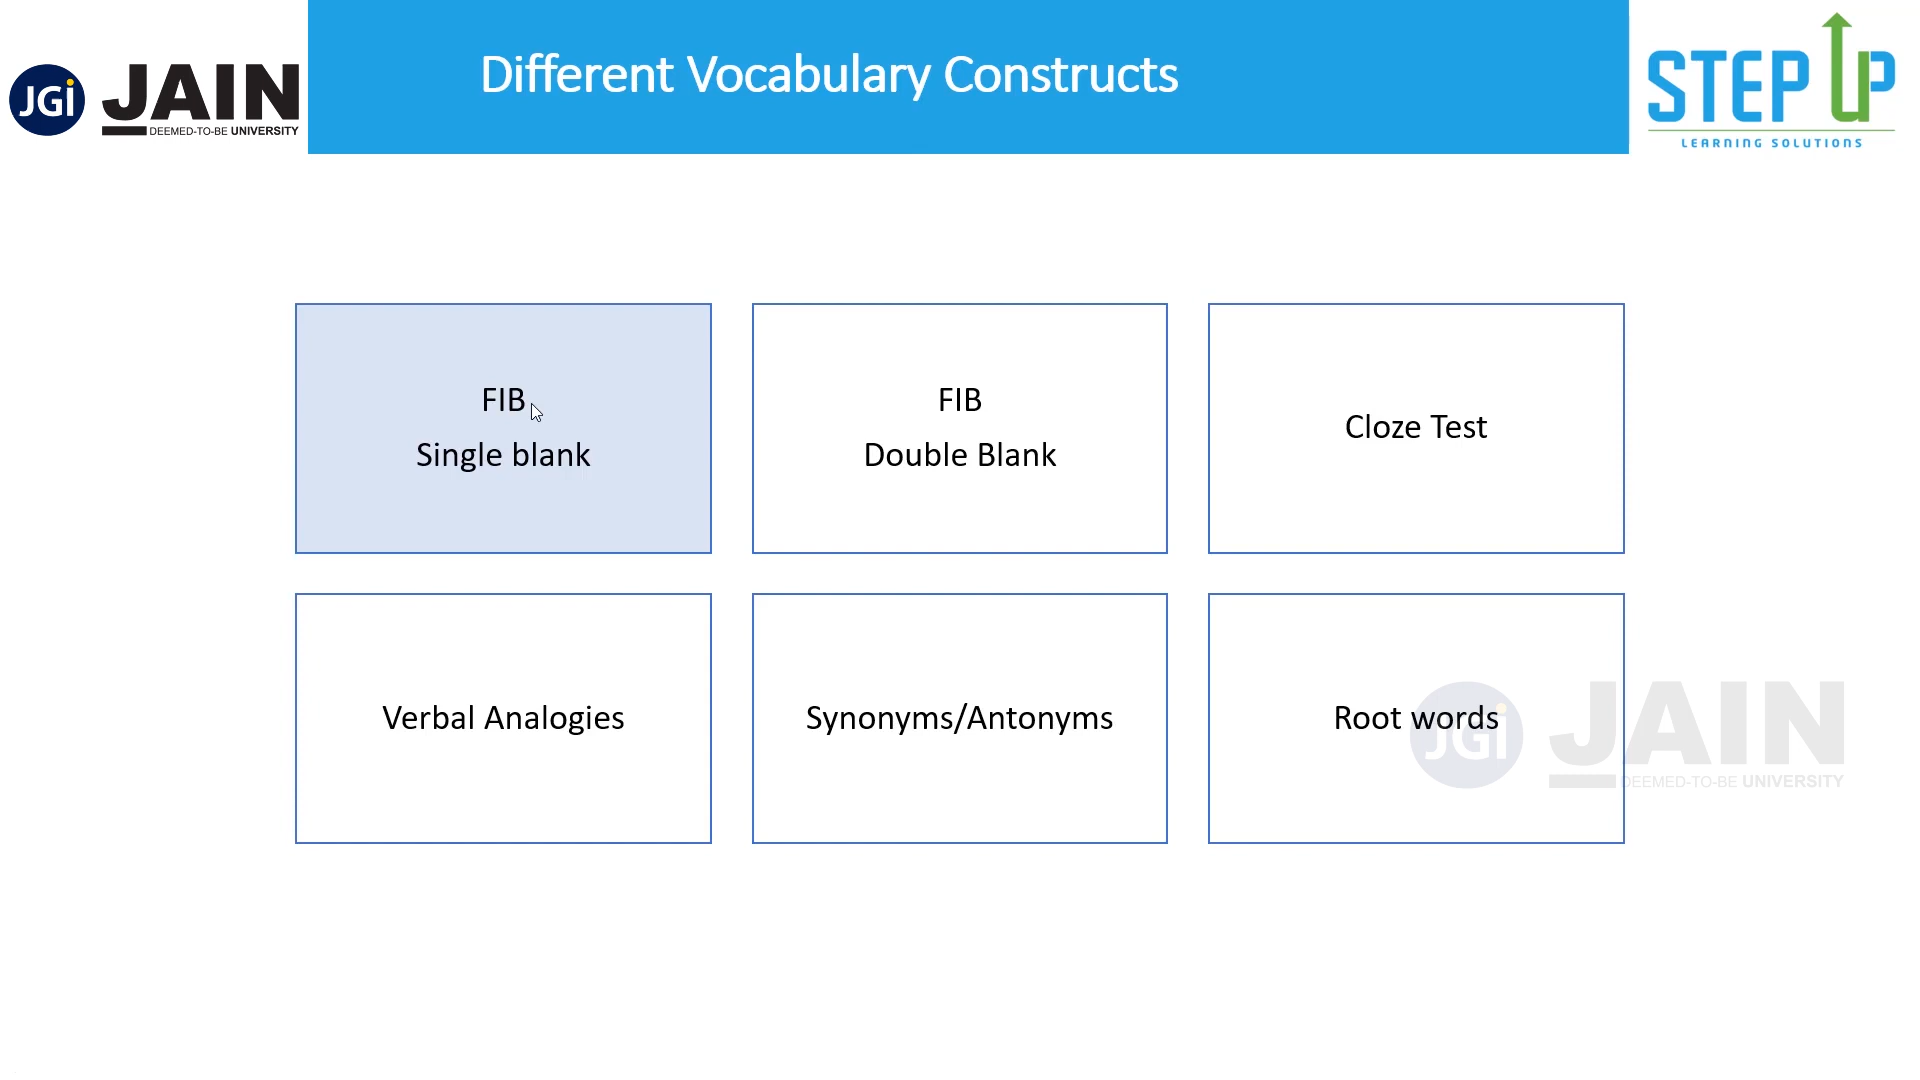 Different Vocabulary Constructs
JGi JAIN
DEEMED-TO-BE UNIVERSITY
STEP UP
LEARNING SOLUTIONS
FIB
Single blank
FIB
Double Blank
Cloze Test
Verbal Analogies
Synonyms/Antonyms
Root words
JGi JAIN
DEEMED-TO-BE UNIVERSITY